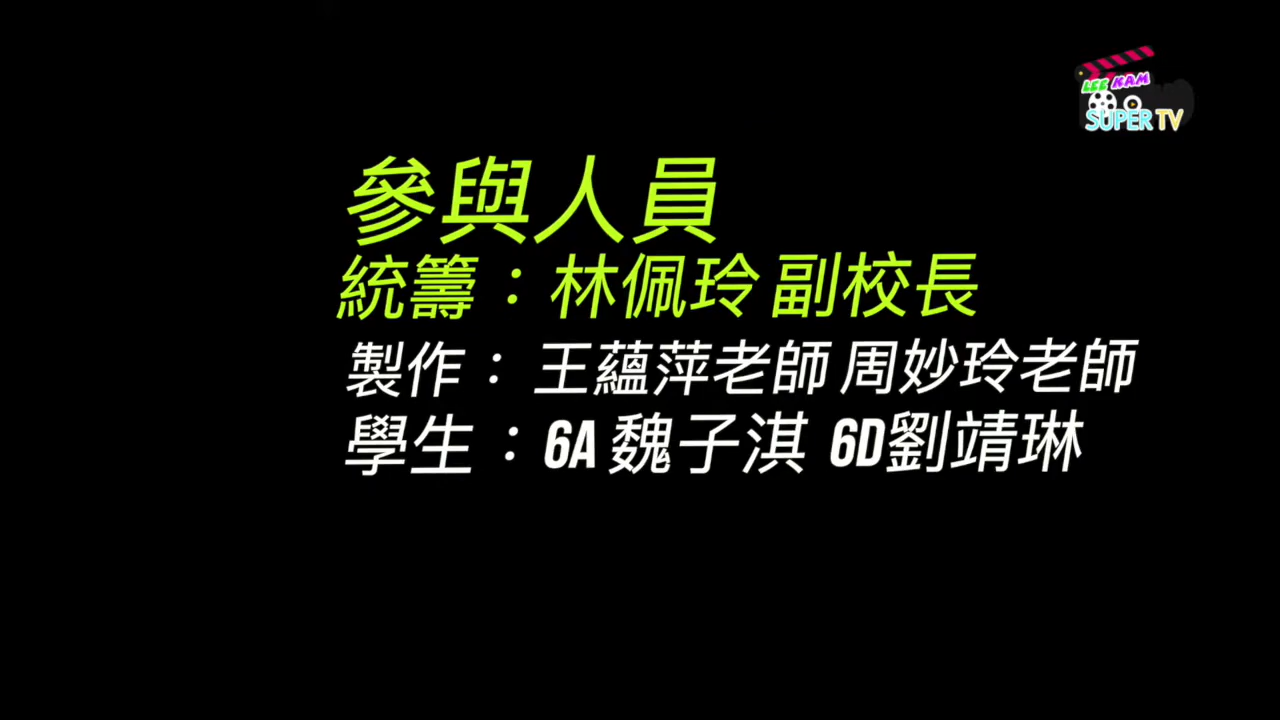 LEE KAM
SUPER TV
參與人員
統籌：林佩玲 副校長
製作： 王蘊萍老師 周妙玲老師
學生：6A 魏子淇 6D劉靖琳